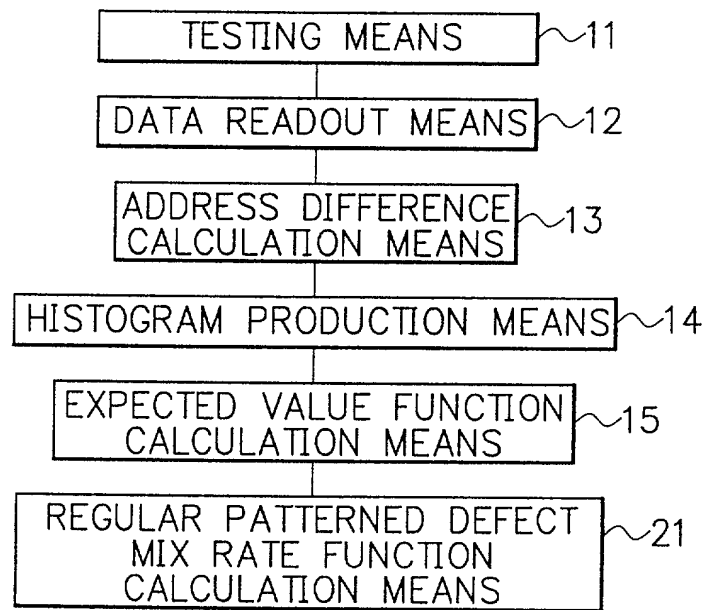 TESTING MEANS 11
DATA READOUT MEANS 12
ADDRESS DIFFERENCE
CALCULATION MEANS 13
HISTOGRAM PRODUCTION MEANS 14
EXPECTED VALUE FUNCTION
CALCULATION MEANS 15
REGULAR PATTERNED DEFECT
MIX RATE FUNCTION
CALCULATION MEANS 21